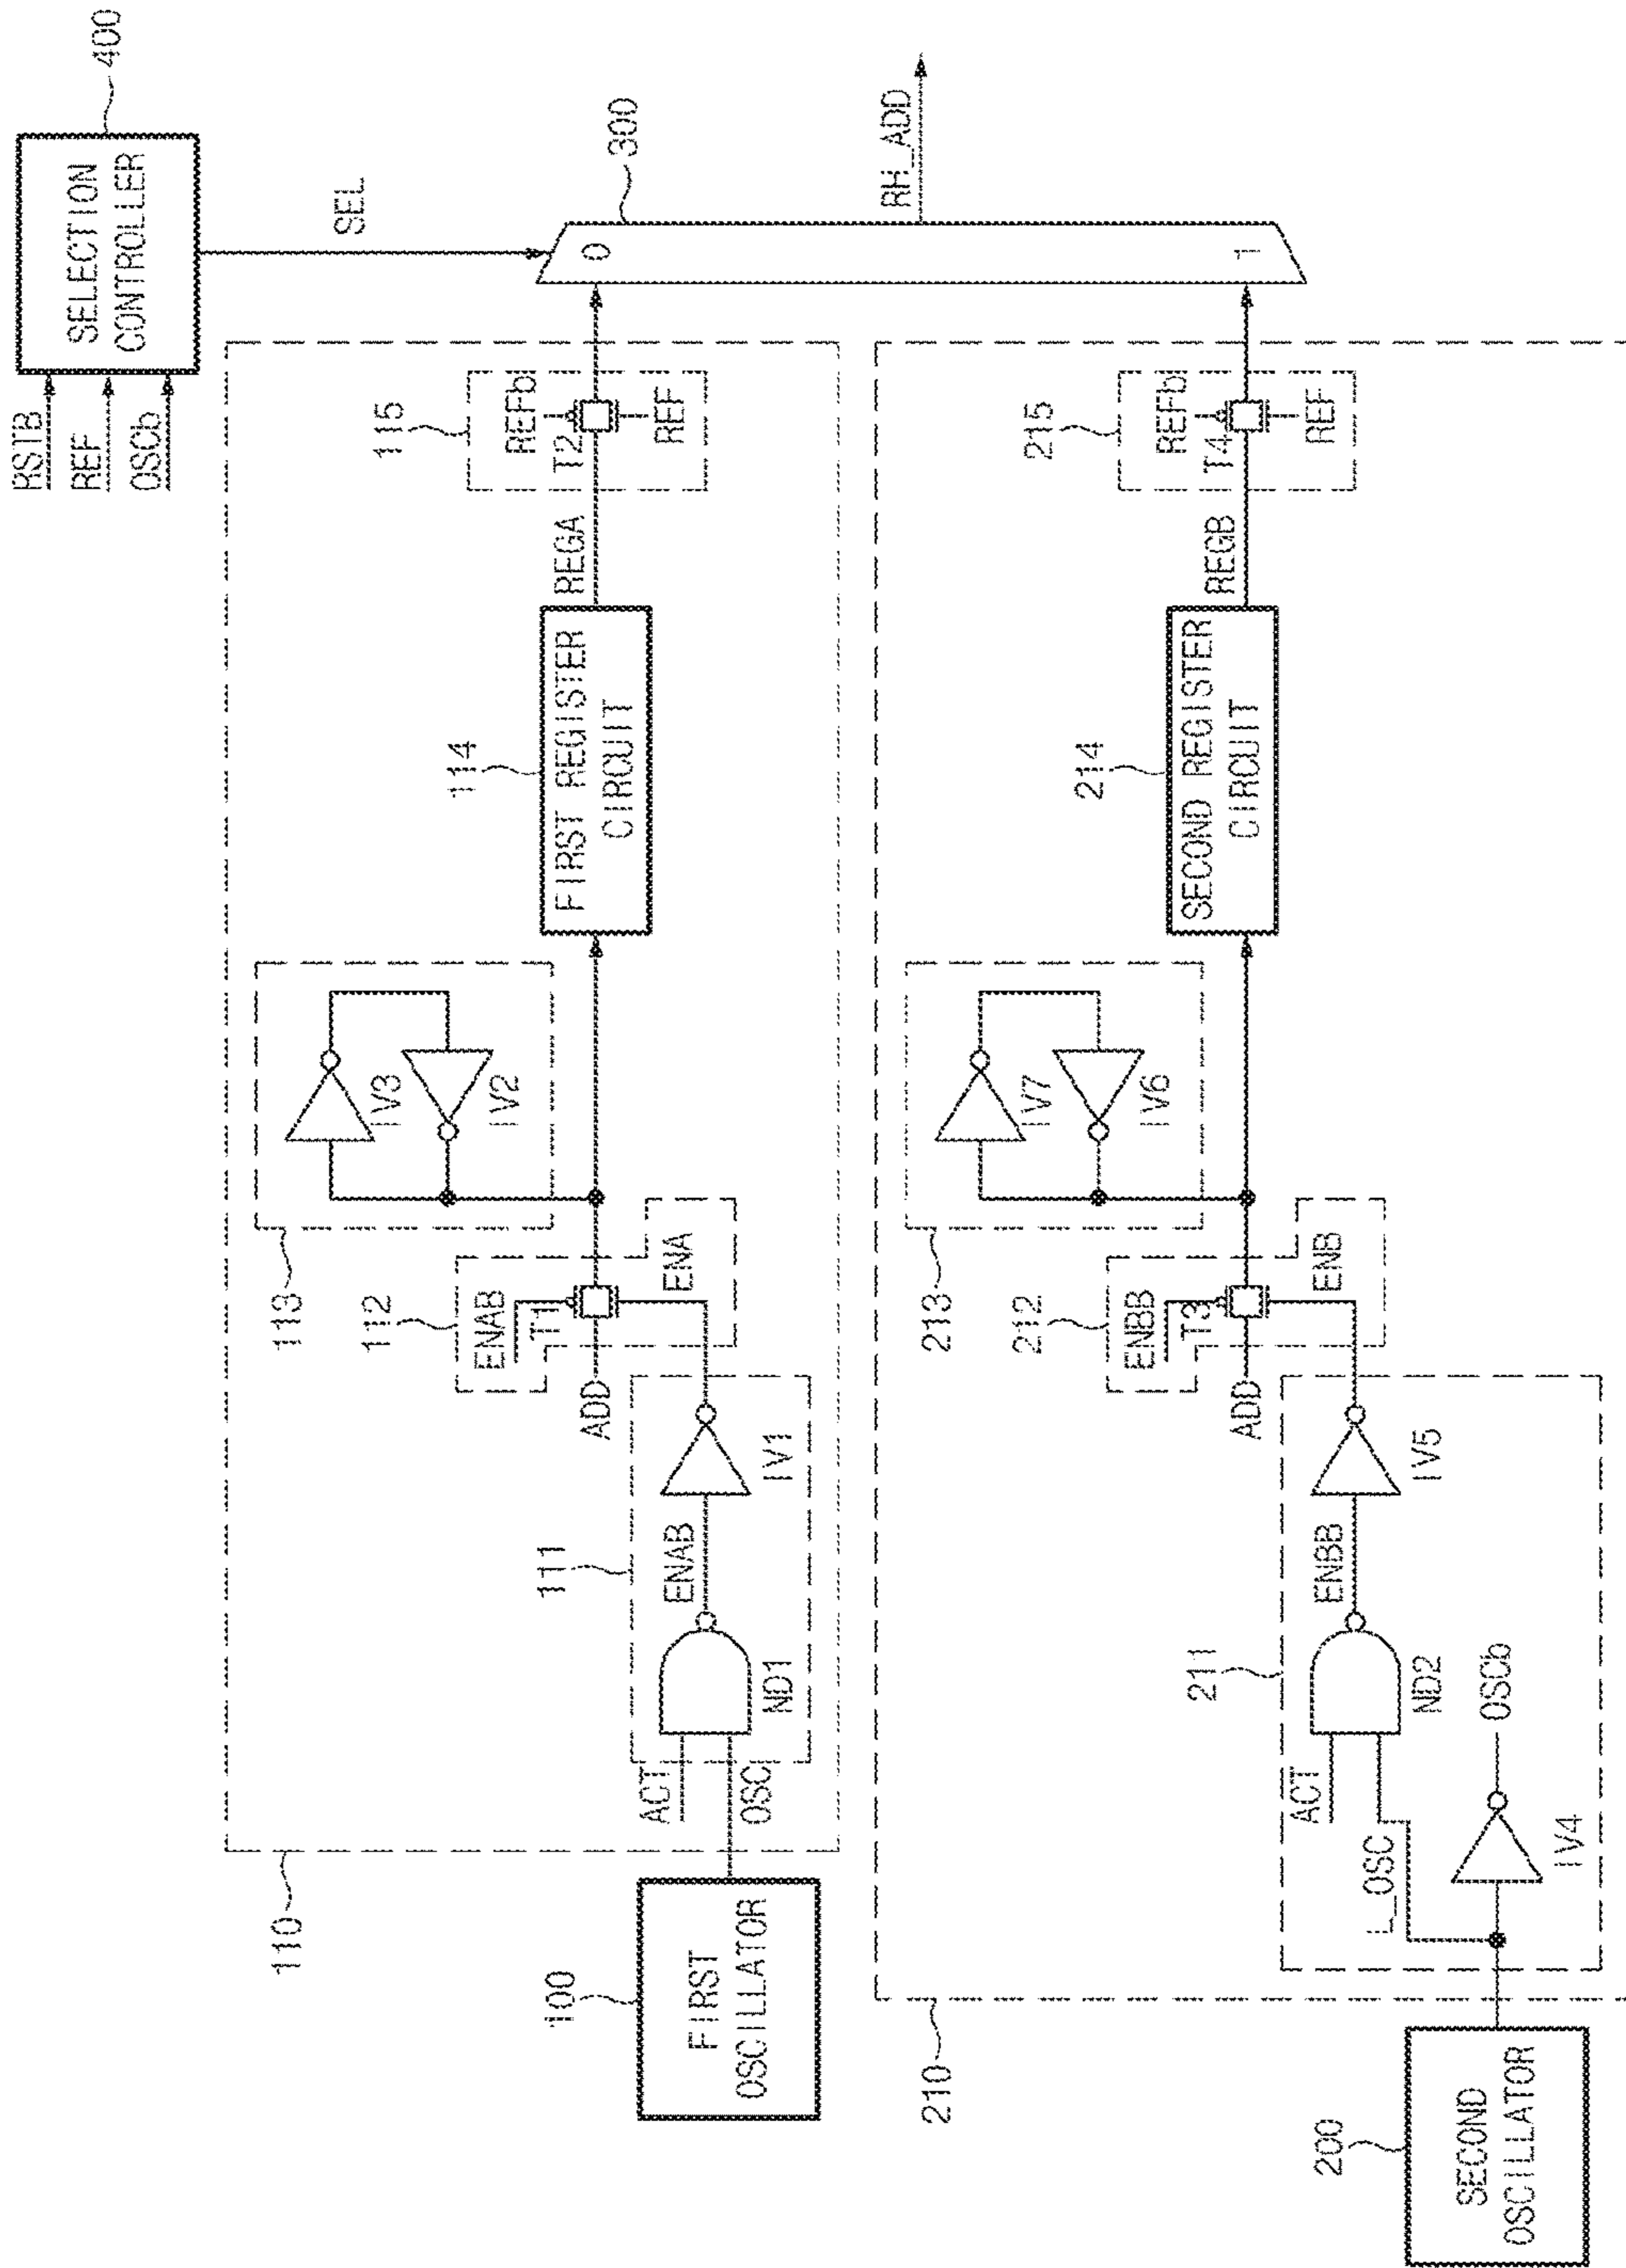 RSTB
REF
OSCb
SELECTION
CONTROLLER
400
SEL
110
113
IV3
IV2
112
ENAB
T1
ADD
ENA
111
ACT
OSC
ND1
ENAB
IV1
100
FIRST
OSCILLATOR
114
FIRST REGISTER
CIRCUIT
REGA
115
REFb
T2
REF
0
300
1
RH_ADD
210
213
IV7
IV6
212
ENBB
T3
ADD
ENB
211
ACT
L_OSC
ND2
ENBB
IV5
IV4
OSCb
200
SECOND
OSCILLATOR
214
SECOND REGISTER
CIRCUIT
REGB
215
REFb
T4
REF